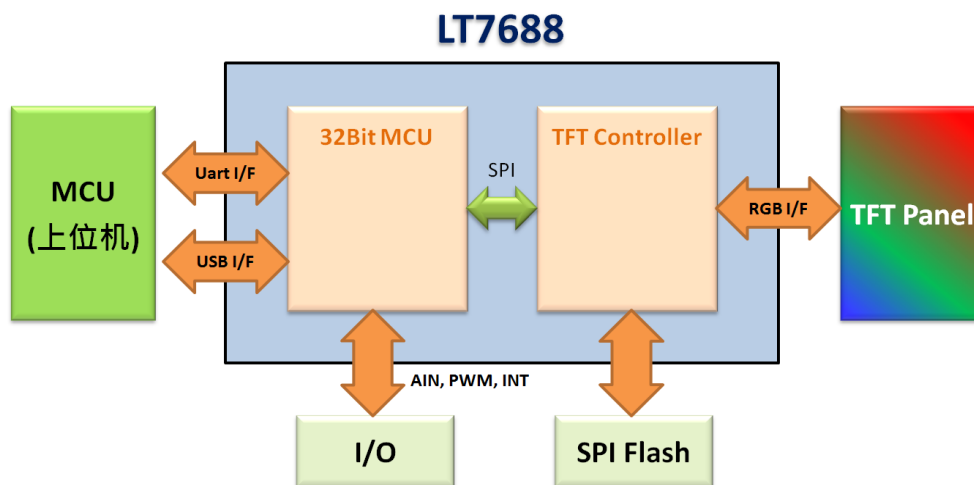 LT7688
MCU
(上位机)
Uart I/F
USB I/F
32Bit MCU
SPI
TFT Controller
RGB I/F
TFT Panel
AIN, PWM, INT
I/O
SPI Flash